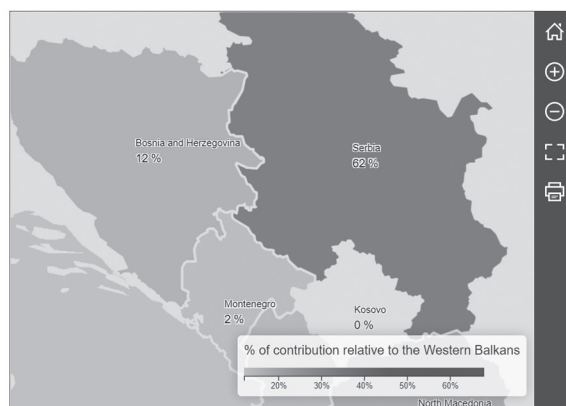 Bosnia and Herzegovina
12 %
Serbia
62 %
Montenegro
2 %
Kosovo
0 %
% of contribution relative to the Western Balkans
20% 30% 40% 50% 60%
North Macedonia